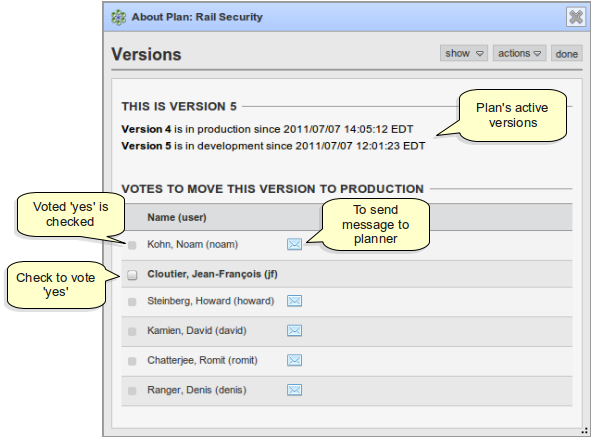 About Plan: Rail Security
Versions
show
actions
done
THIS IS VERSION 5
Plan's active
versions
Version 4 is in production since 2011/07/07 14:05:12 EDT
Version 5 is in development since 2011/07/07 12:01:23 EDT
VOTES TO MOVE THIS VERSION TO PRODUCTION
Voted 'yes' is
checked
To send
message to
planner
Name (user)
Kohn, Noam (noam)
Check to vote
'yes'
Cloutier, Jean-François (jf)
Steinberg, Howard (howard)
Kamien, David (david)
Chatterjee, Romit (romit)
Ranger, Denis (denis)